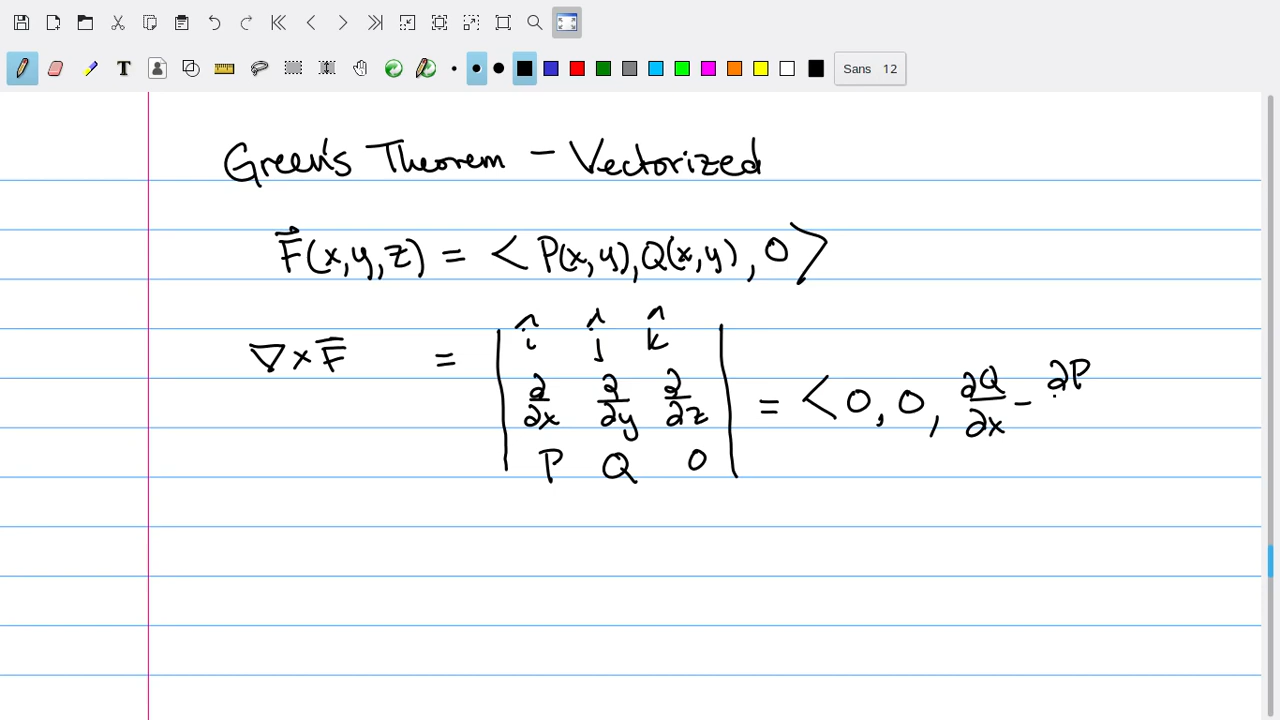 Sans 12
Green's Theorem - Vectorized
F⃗(x,y,z) = <P(x,y), Q(x,y), 0>
î ĵ k̂
∇×F⃗ = | ∂/∂x ∂/∂y ∂/∂z | = <0, 0, ∂Q/∂x - ∂P
P Q 0